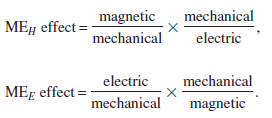 ME_H effect = magnetic/mechanical × mechanical/electric,
ME_E effect = electric/mechanical × mechanical/magnetic.